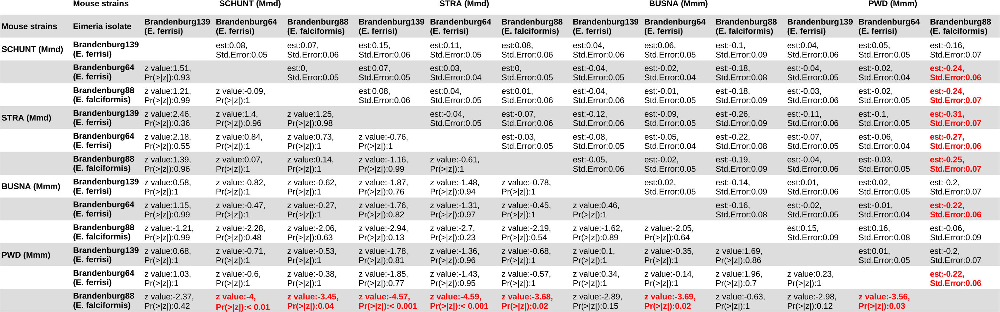 Mouse strains SCHUNT (Mmd) STRA (Mmd) BUSNA (Mmm) PWD (Mmm)
Brandenburg139 Brandenburg64 Brandenburg88 Brandenburg139 Brandenburg64 Brandenburg88 Brandenburg139 Brandenburg64 Brandenburg88 Brandenburg139 Brandenburg64 Brandenburg88
Mouse strains Eimeria isolate
(E. ferrisi) (E. ferrisi) (E. falciformis) (E. ferrisi) (E. ferrisi) (E. falciformis) (E. ferrisi) (E. ferrisi) (E. falciformis) (E. ferrisi) (E. ferrisi) (E. falciformis)
SCHUNT (Mmd)
Brandenburg139 est:0.08, est:0.07, est:0.15, est:0.11, est:0.08, est:0.04, est:0.06, est:-0.1, est:0.04, est:0.05, est:-0.16,
(E. ferrisi) Std.Error:0.05 Std.Error:0.06 Std.Error:0.06 Std.Error:0.05 Std.Error:0.06 Std.Error:0.06 Std.Error:0.05 Std.Error:0.09 Std.Error:0.06 Std.Error:0.05 Std.Error:0.07
Brandenburg64 z value:1.51, est:0, est:0.07, est:0.03, est:0, est:-0.04, est:-0.02, est:-0.18, est:-0.04, est:-0.02, est:-0.24,
(E. ferrisi) Pr(>|z|):0.93 Std.Error:0.05 Std.Error:0.05 Std.Error:0.04 Std.Error:0.05 Std.Error:0.05 Std.Error:0.04 Std.Error:0.08 Std.Error:0.05 Std.Error:0.04 Std.Error:0.06
Brandenburg88 z value:1.21, z value:-0.09, est:0.08, est:0.04, est:0.01, est:-0.04, est:-0.01, est:-0.18, est:-0.03, est:-0.02, est:-0.24,
(E. falciformis) Pr(>|z|):0.99 Pr(>|z|):1 Std.Error:0.06 Std.Error:0.05 Std.Error:0.06 Std.Error:0.06 Std.Error:0.05 Std.Error:0.09 Std.Error:0.06 Std.Error:0.05 Std.Error:0.07
STRA (Mmd)
Brandenburg139 z value:2.46, z value:1.4, z value:1.25, est:-0.04, est:-0.07, est:-0.12, est:-0.09, est:-0.26, est:-0.11, est:-0.1, est:-0.31,
(E. ferrisi) Pr(>|z|):0.36 Pr(>|z|):0.96 Pr(>|z|):0.98 Std.Error:0.05 Std.Error:0.06 Std.Error:0.06 Std.Error:0.05 Std.Error:0.09 Std.Error:0.06 Std.Error:0.05 Std.Error:0.07
Brandenburg64 z value:2.18, z value:0.84, z value:0.73, z value:-0.76, est:-0.03, est:-0.08, est:-0.05, est:-0.22, est:-0.07, est:-0.06, est:-0.27,
(E. ferrisi) Pr(>|z|):0.55 Pr(>|z|):1 Pr(>|z|):1 Pr(>|z|):1 Std.Error:0.05 Std.Error:0.05 Std.Error:0.04 Std.Error:0.08 Std.Error:0.05 Std.Error:0.04 Std.Error:0.06
Brandenburg88 z value:1.39, z value:0.07, z value:0.14, z value:-1.16, z value:-0.61, est:-0.05, est:-0.02, est:-0.19, est:-0.04, est:-0.03, est:-0.25,
(E. falciformis) Pr(>|z|):0.96 Pr(>|z|):1 Pr(>|z|):1 Pr(>|z|):0.99 Pr(>|z|):1 Std.Error:0.06 Std.Error:0.05 Std.Error:0.09 Std.Error:0.06 Std.Error:0.05 Std.Error:0.07
BUSNA (Mmm)
Brandenburg139 z value:0.58, z value:-0.82, z value:-0.62, z value:-1.87, z value:-1.48, z value:-0.78, est:0.02, est:-0.14, est:0.01, est:0.02, est:-0.2,
(E. ferrisi) Pr(>|z|):1 Pr(>|z|):1 Pr(>|z|):1 Pr(>|z|):0.76 Pr(>|z|):0.94 Pr(>|z|):1 Std.Error:0.05 Std.Error:0.09 Std.Error:0.06 Std.Error:0.05 Std.Error:0.07
Brandenburg64 z value:1.15, z value:-0.47, z value:-0.27, z value:-1.76, z value:-1.31, z value:-0.45, z value:0.46, est:-0.16, est:-0.02, est:-0.01, est:-0.22,
(E. ferrisi) Pr(>|z|):0.99 Pr(>|z|):1 Pr(>|z|):1 Pr(>|z|):0.82 Pr(>|z|):0.97 Pr(>|z|):1 Pr(>|z|):1 Std.Error:0.08 Std.Error:0.05 Std.Error:0.04 Std.Error:0.06
Brandenburg88 z value:-1.21, z value:-2.28, z value:-2.06, z value:-2.94, z value:-2.7, z value:-2.19, z value:-1.62, z value:-2.05, est:0.15, est:0.16, est:-0.06,
(E. falciformis) Pr(>|z|):0.99 Pr(>|z|):0.48 Pr(>|z|):0.63 Pr(>|z|):0.13 Pr(>|z|):0.23 Pr(>|z|):0.54 Pr(>|z|):0.89 Pr(>|z|):0.64 Std.Error:0.09 Std.Error:0.08 Std.Error:0.09
PWD (Mmm)
Brandenburg139 z value:0.68, z value:-0.71, z value:-0.53, z value:-1.78, z value:-1.36, z value:-0.68, z value:0.1, z value:-0.35, z value:1.69, est:0.01, est:-0.2,
(E. ferrisi) Pr(>|z|):1 Pr(>|z|):1 Pr(>|z|):1 Pr(>|z|):0.81 Pr(>|z|):0.96 Pr(>|z|):1 Pr(>|z|):1 Pr(>|z|):1 Pr(>|z|):0.86 Std.Error:0.05 Std.Error:0.07
Brandenburg64 z value:1.03, z value:-0.6, z value:-0.38, z value:-1.85, z value:-1.43, z value:-0.57, z value:0.34, z value:-0.14, z value:1.96, z value:0.23, est:-0.22,
(E. ferrisi) Pr(>|z|):1 Pr(>|z|):1 Pr(>|z|):1 Pr(>|z|):0.77 Pr(>|z|):0.95 Pr(>|z|):1 Pr(>|z|):1 Pr(>|z|):1 Pr(>|z|):0.7 Pr(>|z|):1 Std.Error:0.06
Brandenburg88 z value:-2.37, z value:-4, z value:-3.45, z value:-4.57, z value:-4.59, z value:-3.68, z value:-2.89, z value:-3.69, z value:-0.63, z value:-2.98, z value:-3.56,
(E. falciformis) Pr(>|z|):0.42 Pr(>|z|):< 0.01 Pr(>|z|):0.04 Pr(>|z|):< 0.001 Pr(>|z|):< 0.001 Pr(>|z|):0.02 Pr(>|z|):0.15 Pr(>|z|):0.02 Pr(>|z|):1 Pr(>|z|):0.12 Pr(>|z|):0.03